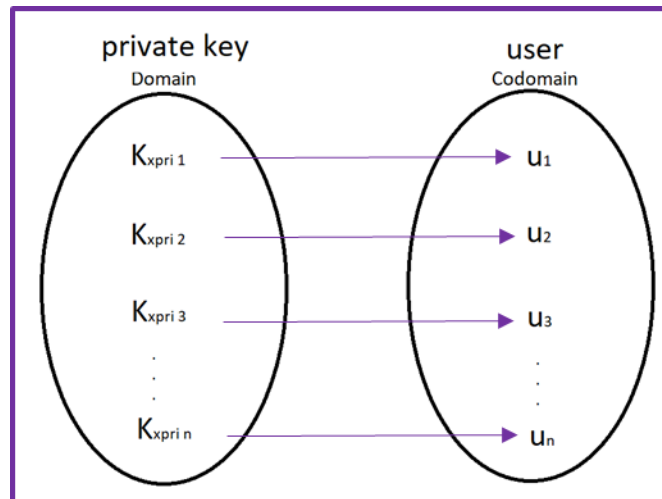 private key user
Domain Codomain
Kxpri 1 u1
Kxpri 2 u2
Kxpri 3 u3
. .
. .
. .
Kxpri n un